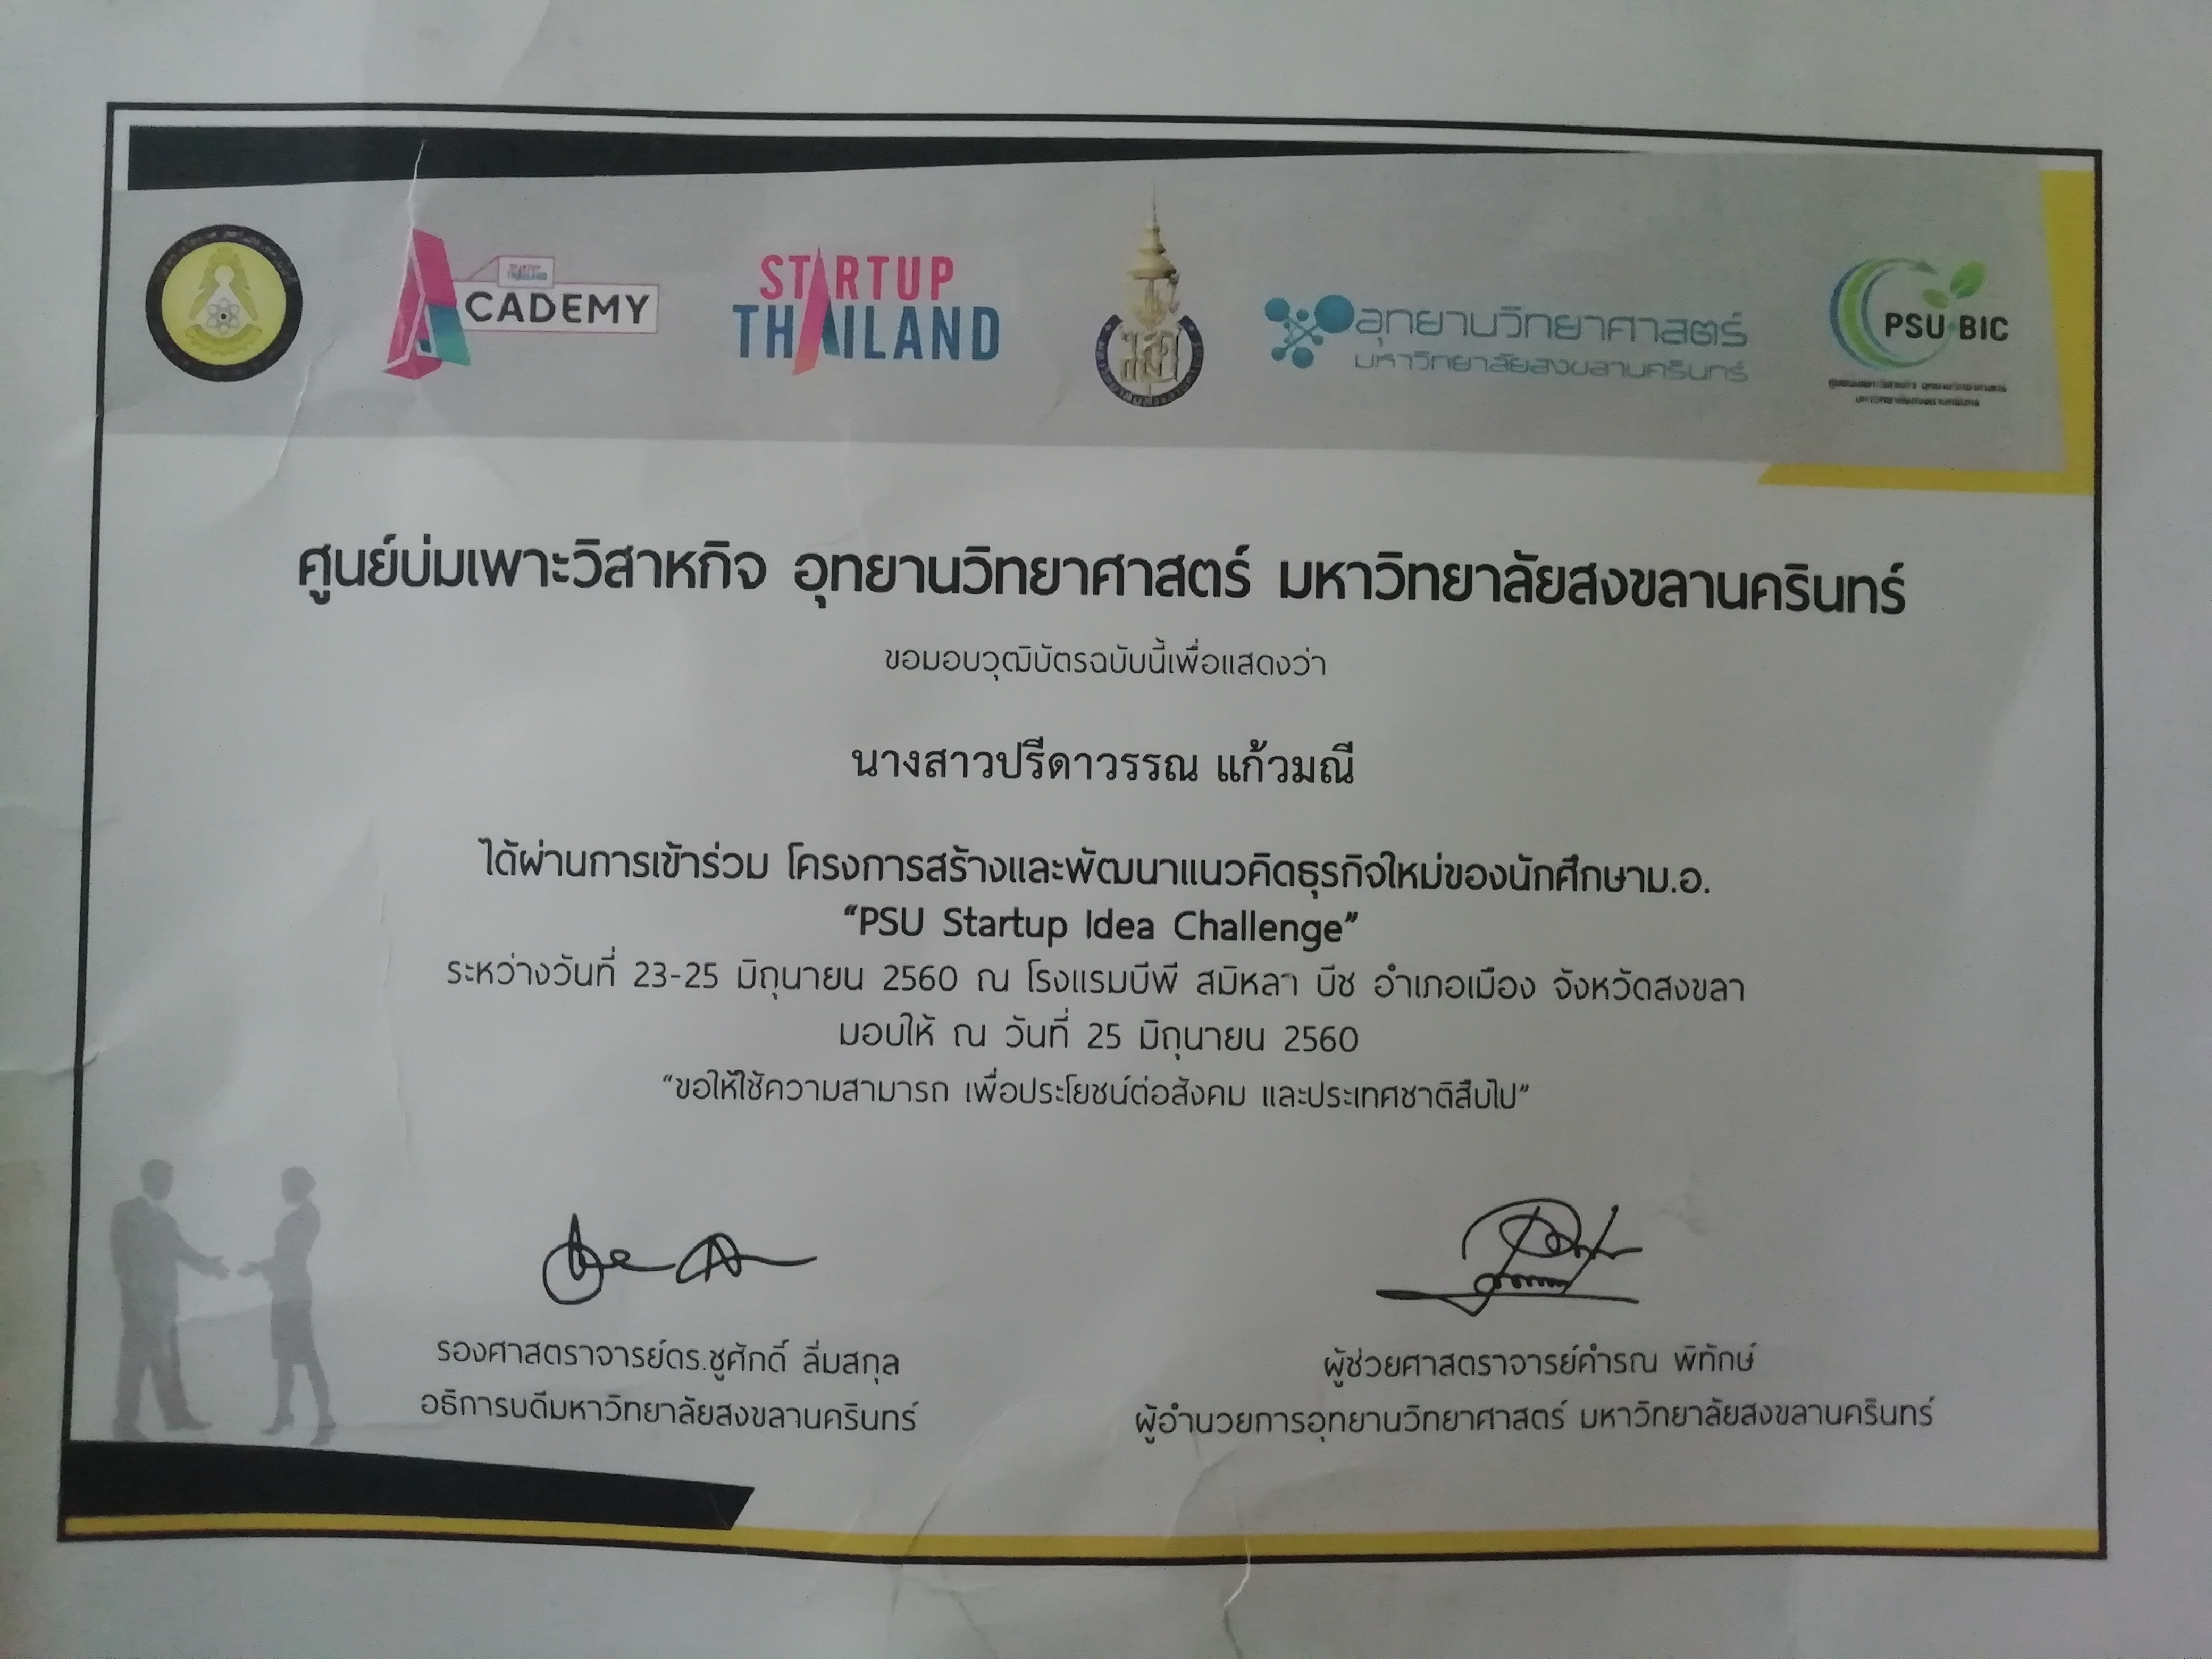 STARTUP THAILAND
ACADEMY
STARTUP
THAILAND
อุทยานวิทยาศาสตร์
มหาวิทยาลัยสงขลานครินทร์
PSU BIC
ศูนย์บ่มเพาะวิสาหกิจ อุทยานวิทยาศาสตร์ มหาวิทยาลัยสงขลานครินทร์
ขอมอบวุฒิบัตรฉบับนี้เพื่อแสดงว่า
นางสาวปรีดาวรรณ แก้วมณี
ได้ผ่านการเข้าร่วม โครงการสร้างและพัฒนาแนวคิดธุรกิจใหม่ของนักศึกษาม.อ.
“PSU Startup Idea Challenge”
ระหว่างวันที่ 23-25 มิถุนายน 2560 ณ โรงแรมบีพี สมิหลา บีช อำเภอเมือง จังหวัดสงขลา
มอบให้ ณ วันที่ 25 มิถุนายน 2560
“ขอให้ใช้ความสามารถ เพื่อประโยชน์ต่อสังคม และประเทศชาติสืบไป”
รองศาสตราจารย์ดร.ชูศักดิ์ ลิ่มสกุล
อธิการบดีมหาวิทยาลัยสงขลานครินทร์
ผู้ช่วยศาสตราจารย์คำรณ พิทักษ์
ผู้อำนวยการอุทยานวิทยาศาสตร์ มหาวิทยาลัยสงขลานครินทร์